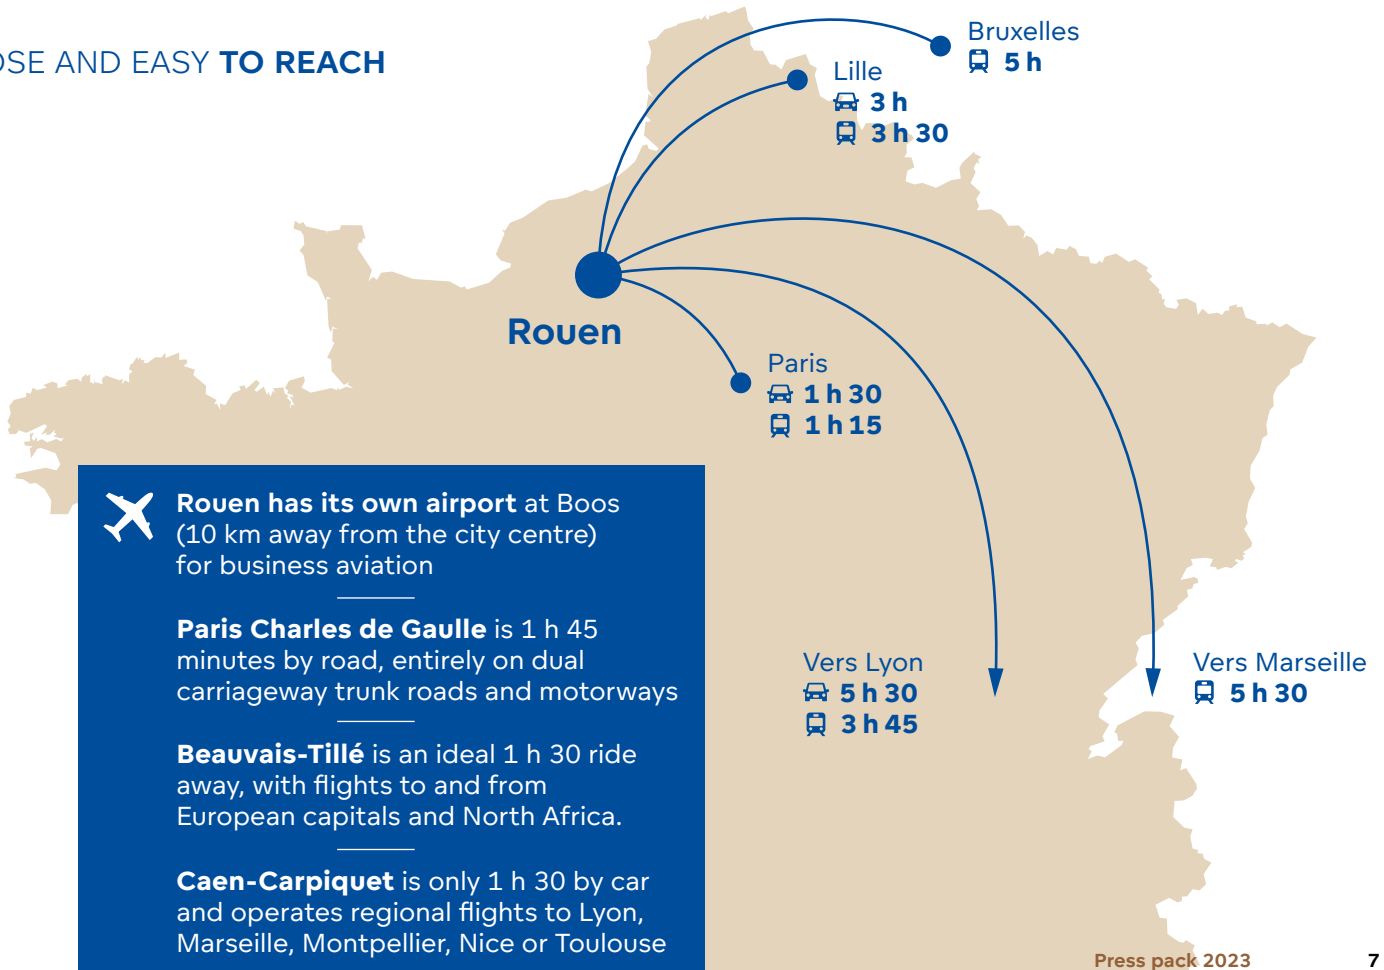 AND EASY TO REACH
Bruxelles
5 h
Lille
3 h
3 h 30
Rouen
Paris
1 h 30
1 h 15
Rouen has its own airport at Boos
(10 km away from the city centre)
for business aviation
Paris Charles de Gaulle is 1 h 45
minutes by road, entirely on dual
carriageway trunk roads and motorways
Beauvais-Tillé is an ideal 1 h 30 ride
away, with flights to and from
European capitals and North Africa.
Caen-Carpiquet is only 1 h 30 by car
and operates regional flights to Lyon,
Marseille, Montpellier, Nice or Toulouse
Vers Lyon
5 h 30
3 h 45
Vers Marseille
5 h 30
Press pack 2023
7